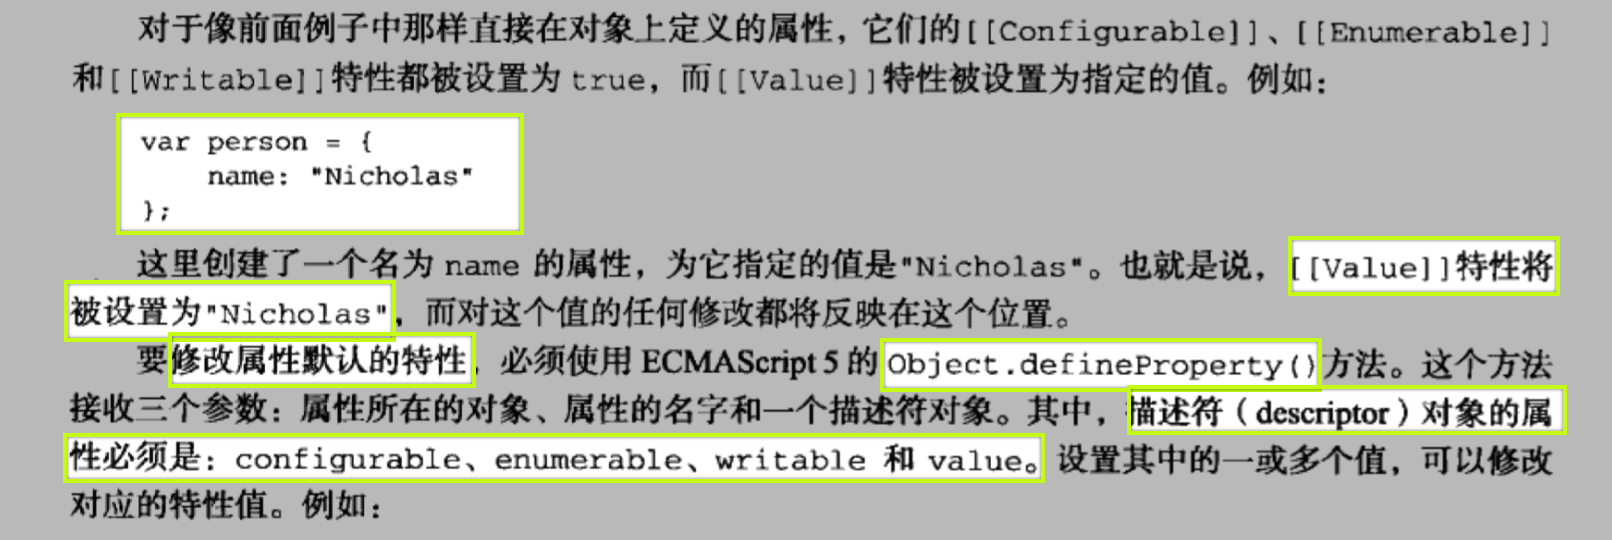 对于像前面例子中那样直接在对象上定义的属性，它们的[[Configurable]]、[[Enumerable]]
和[[Writable]]特性都被设置为 true，而[[Value]]特性被设置为指定的值。例如：
var person = {
    name: "Nicholas"
};
这里创建了一个名为 name 的属性，为它指定的值是"Nicholas"。也就是说，[[Value]]特性将
被设置为"Nicholas"，而对这个值的任何修改都将反映在这个位置。
要修改属性默认的特性，必须使用 ECMAScript 5 的 Object.defineProperty()方法。这个方法
接收三个参数：属性所在的对象、属性的名字和一个描述符对象。其中，描述符（descriptor）对象的属
性必须是：configurable、enumerable、writable 和 value。设置其中的一或多个值，可以修改
对应的特性值。例如：